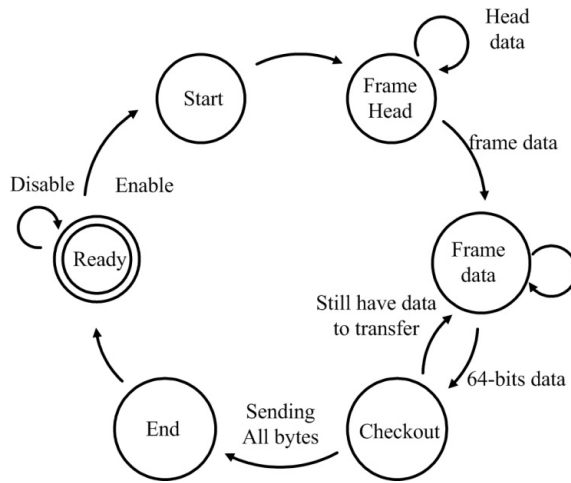 Head
data
Start
Frame
Head
frame data
Disable
Enable
Ready
Frame
data
Still have data
to transfer
64-bits data
Sending
All bytes
End
Checkout